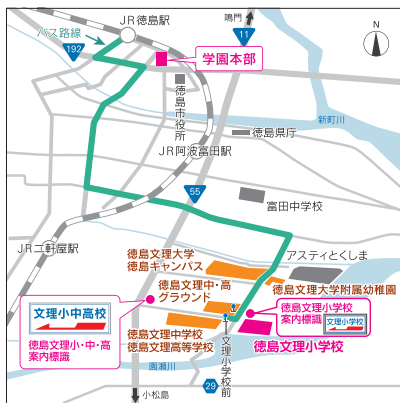 JR徳島駅
鳴門
N
バス路線
192
11
学園本部
徳島市役所
新町川
徳島県庁
JR阿波富田駅
55
富田中学校
JR二軒屋駅
アスティとくしま
徳島文理大学
徳島キャンパス
徳島文理大学附属幼稚園
徳島文理中・高
グラウンド
文理小中高校
徳島文理小・中・高
案内標識
徳島文理小学校
案内標識
文理小学校
徳島文理中学校
徳島文理高等学校
徳島文理小学校
文理小学校前
園瀬川
29
小松島